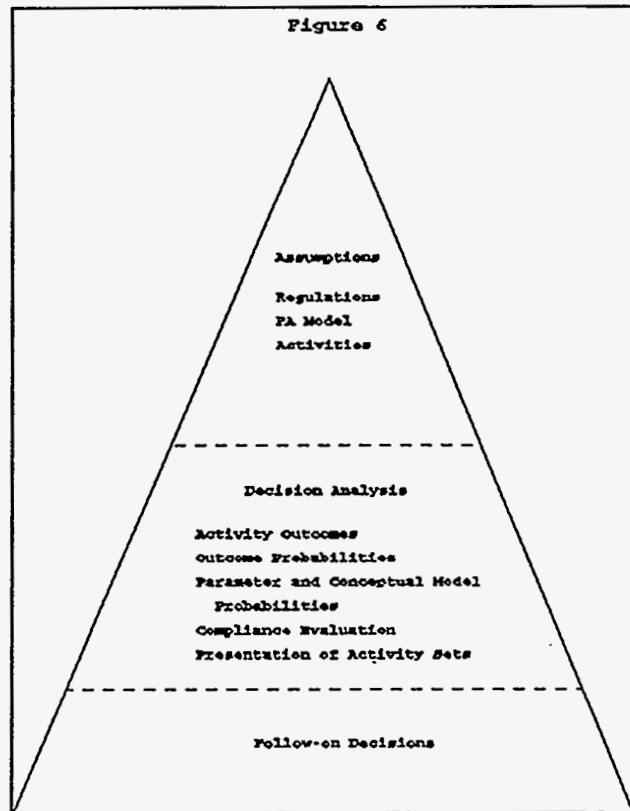 Figure 6
Assumptions
Regulations
PA Model
Activities
Decision Analysis
Activity Outcomes
Outcome Probabilities
Parameter and Conceptual Model
Probabilities
Compliance Evaluation
Presentation of Activity Sets
Follow-on Decisions